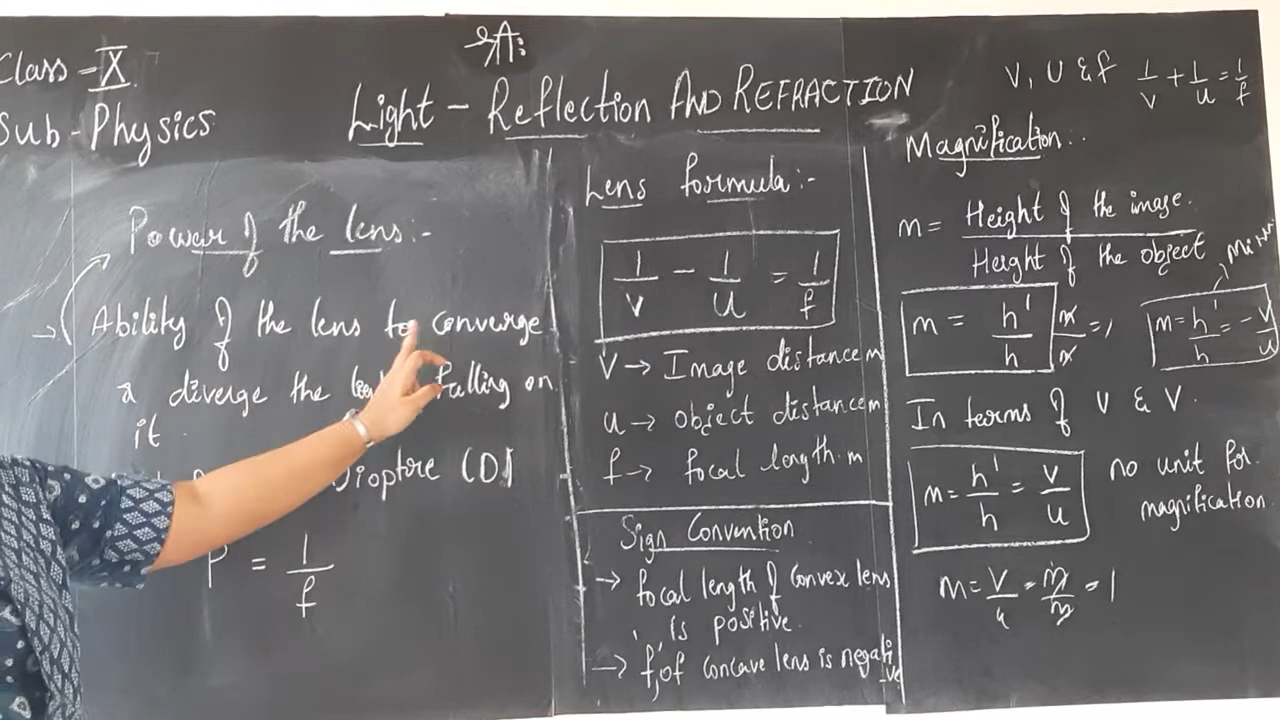 Class - X
Sub - Physics
Light - Reflection AND REFRACTION
Power of the lens:-
Ability of the lens to converge
diverge the falling on
it
Dioptre (D)
P = 1/f
Lens formula:-
1/v - 1/u = 1/f
V → Image distance m
u → object distance m
f → focal length. m
Sign Convention
→ focal length of Convex lens
is positive.
→ f, of concave lens is negative
V, U & f 1/v + 1/u = 1/f
Magnification..
m = Height of the image.
Height of the object
m = h'/h = 1
m = h'/h = -v/u
In terms of V & V.
m = h'/h = v/u
no unit for
magnification.
m = v/u = m/m = 1